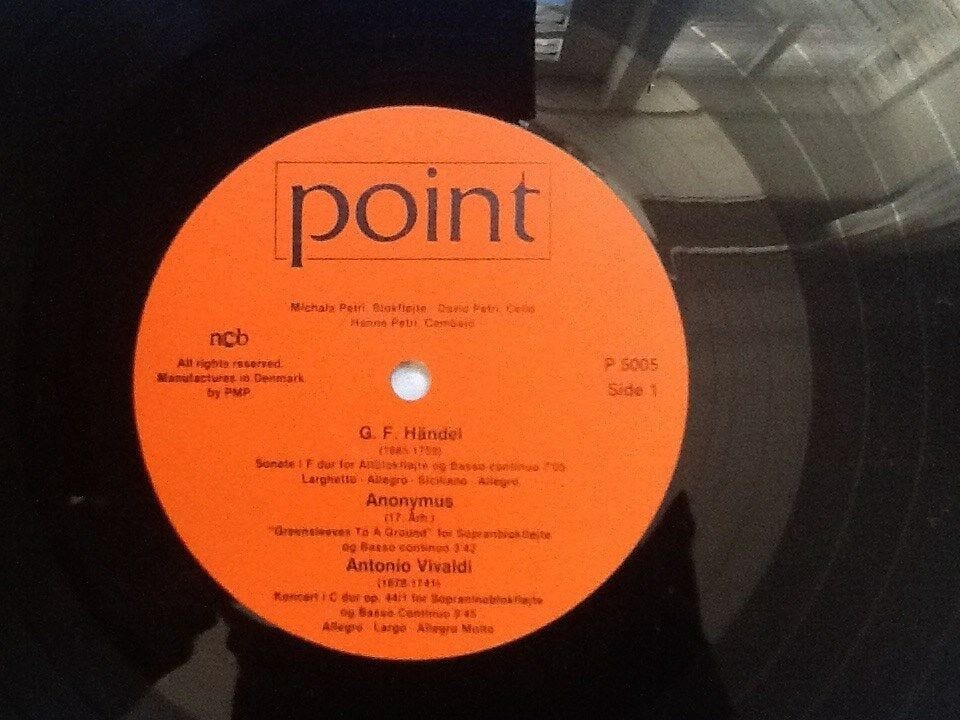 point
Michala Petri, Blokfløjte · David Petri, Cello
Hanne Petri, Cembalo
ncb
All rights reserved.
Manufactures in Denmark
by PMP
P 5005
Side 1
G. F. Händel
(1685-1759)
Sonate i F dur for Altblokfløjte og Basso continuo 7'05
Larghetto · Allegro · Siciliano · Allegro
Anonymus
(17. Årh.)
"Greensleeves To A Ground" for Sopranblokfløjte
og Basso continuo 3'42
Antonio Vivaldi
(1678-1741)
Koncert i C dur op. 44/1 for Sopraninoblokfløjte
og Basso Continuo 9'45
Allegro · Largo · Allegro Molto